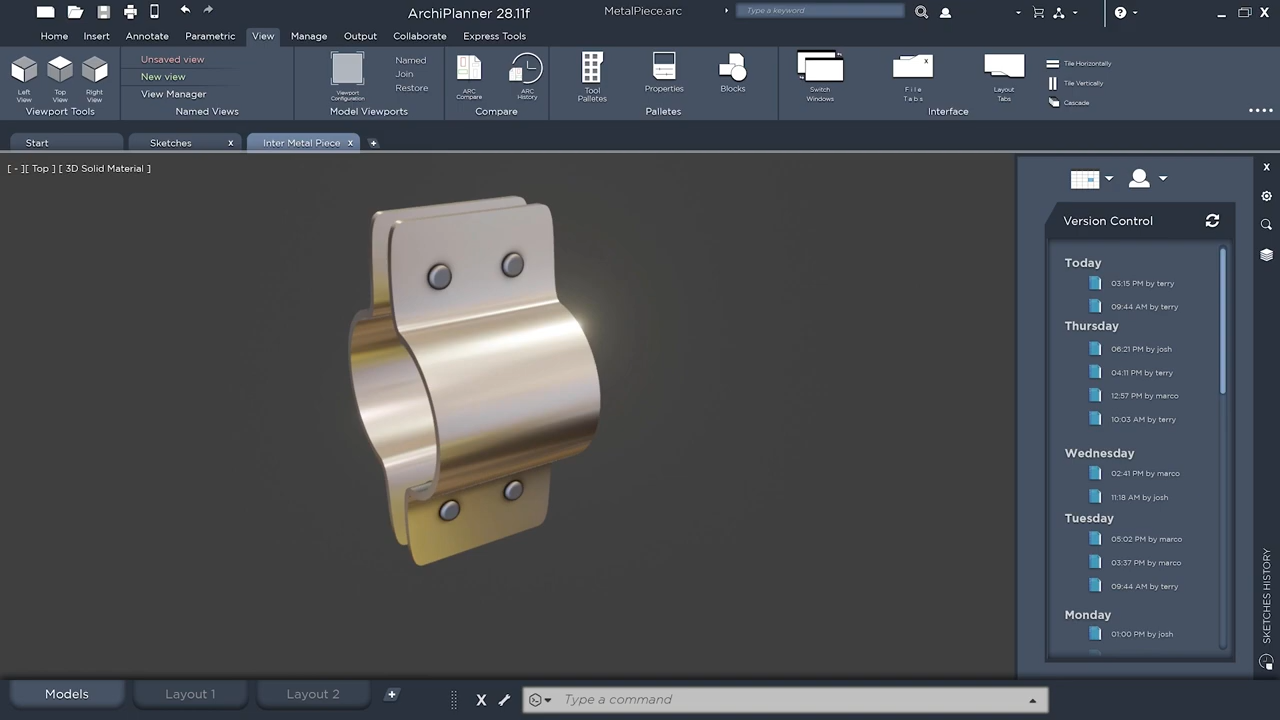 ArchiPlanner 28.11f
MetalPiece.arc
Type a keyword
Home Insert Annotate Parametric View Manage Output Collaborate Express Tools
Left View
Top View
Right View
Viewport Tools
Unsaved view
New view
View Manager
Named Views
Viewport Configuration
Named
Join
Restore
Model Viewports
ARC Compare
ARC History
Compare
Tool Palletes
Properties
Blocks
Palletes
Switch Windows
File Tabs
Layout Tabs
Tile Horizontally
Tile Vertically
Cascade
Interface
Start
Sketches x
Inter Metal Piece x
[ - ][ Top ] [ 3D Solid Material ]
Version Control
Today
03:15 PM by terry
09:44 AM by terry
Thursday
06:21 PM by josh
04:11 PM by terry
12:57 PM by marco
10:03 AM by terry
Wednesday
02:41 PM by marco
11:18 AM by josh
Tuesday
05:02 PM by marco
03:37 PM by marco
09:44 AM by terry
Monday
01:00 PM by josh
SKETCHES HISTORY
Models
Layout 1
Layout 2
X
Type a command